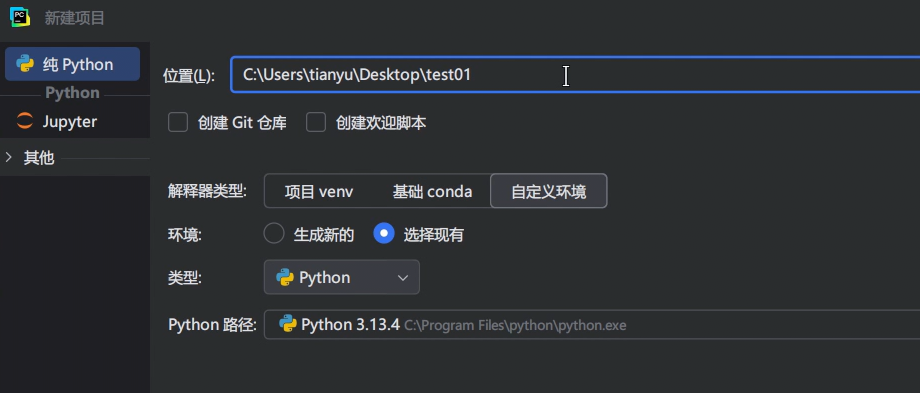 PC 新建项目
纯 Python
Python
Jupyter
其他
位置(L): C:\Users\tianyu\Desktop\test01
创建 Git 仓库 创建欢迎脚本
解释器类型: 项目 venv 基础 conda 自定义环境
环境: 生成新的 选择现有
类型: Python
Python 路径: Python 3.13.4 C:\Program Files\python\python.exe